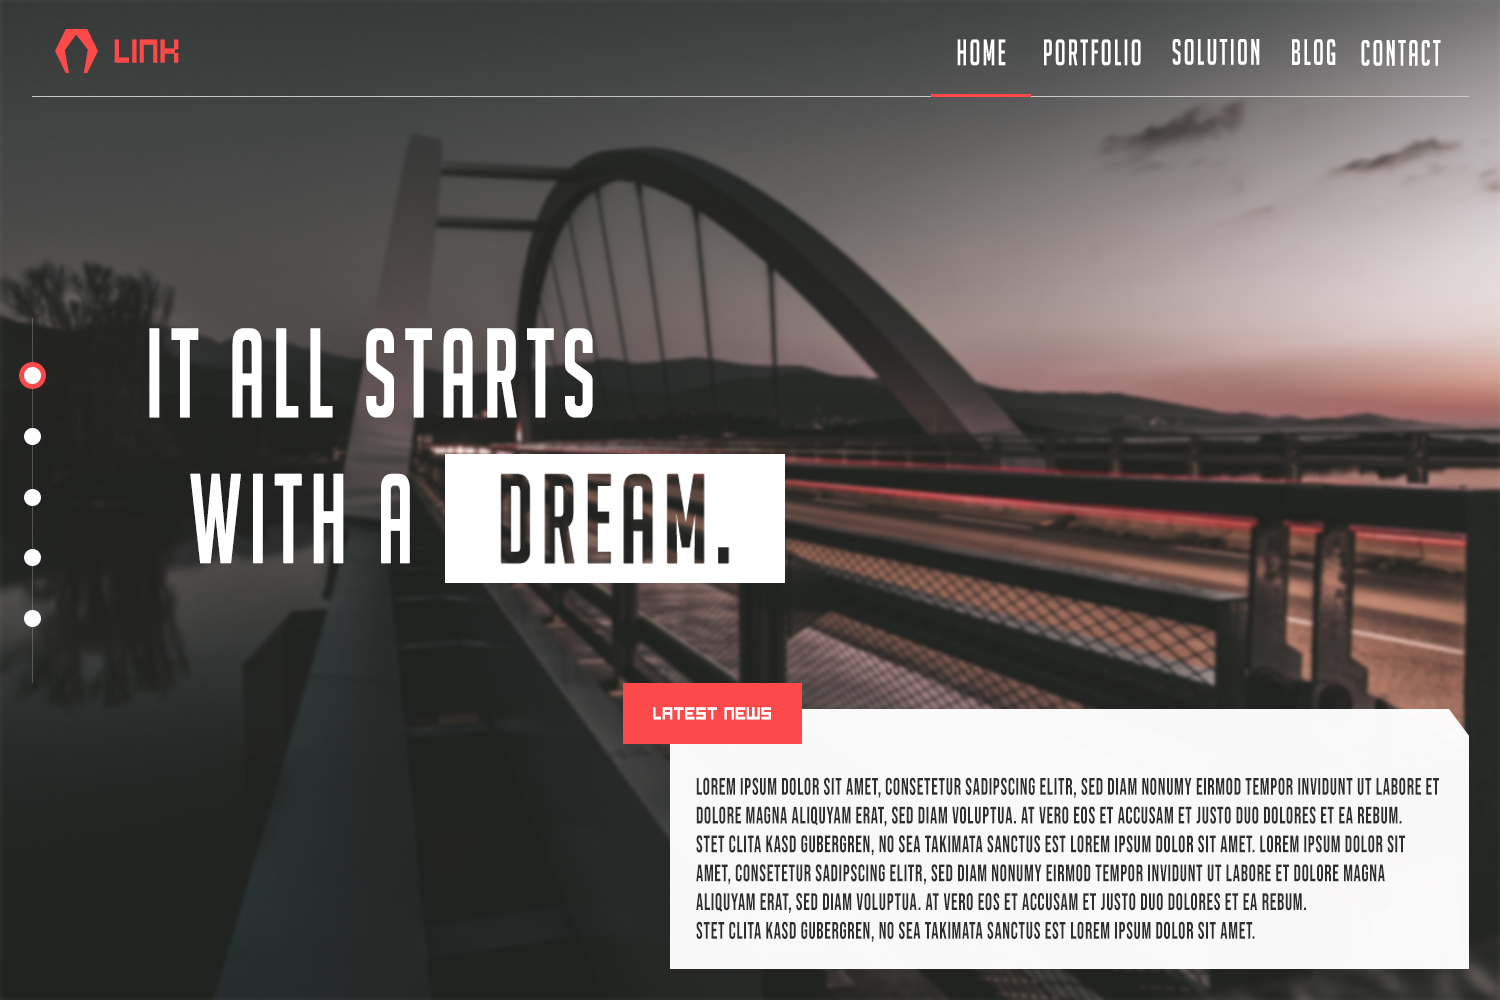 LINK
HOME PORTFOLIO SOLUTION BLOG CONTACT
IT ALL STARTS
WITH A DREAM.
LATEST NEWS
LOREM IPSUM DOLOR SIT AMET, CONSETETUR SADIPSCING ELITR, SED DIAM NONUMY EIRMOD TEMPOR INVIDUNT UT LABORE ET
DOLORE MAGNA ALIQUYAM ERAT, SED DIAM VOLUPTUA. AT VERO EOS ET ACCUSAM ET JUSTO DUO DOLORES ET EA REBUM.
STET CLITA KASD GUBERGREN, NO SEA TAKIMATA SANCTUS EST LOREM IPSUM DOLOR SIT AMET. LOREM IPSUM DOLOR SIT
AMET, CONSETETUR SADIPSCING ELITR, SED DIAM NONUMY EIRMOD TEMPOR INVIDUNT UT LABORE ET DOLORE MAGNA
ALIQUYAM ERAT, SED DIAM VOLUPTUA. AT VERO EOS ET ACCUSAM ET JUSTO DUO DOLORES ET EA REBUM.
STET CLITA KASD GUBERGREN, NO SEA TAKIMATA SANCTUS EST LOREM IPSUM DOLOR SIT AMET.